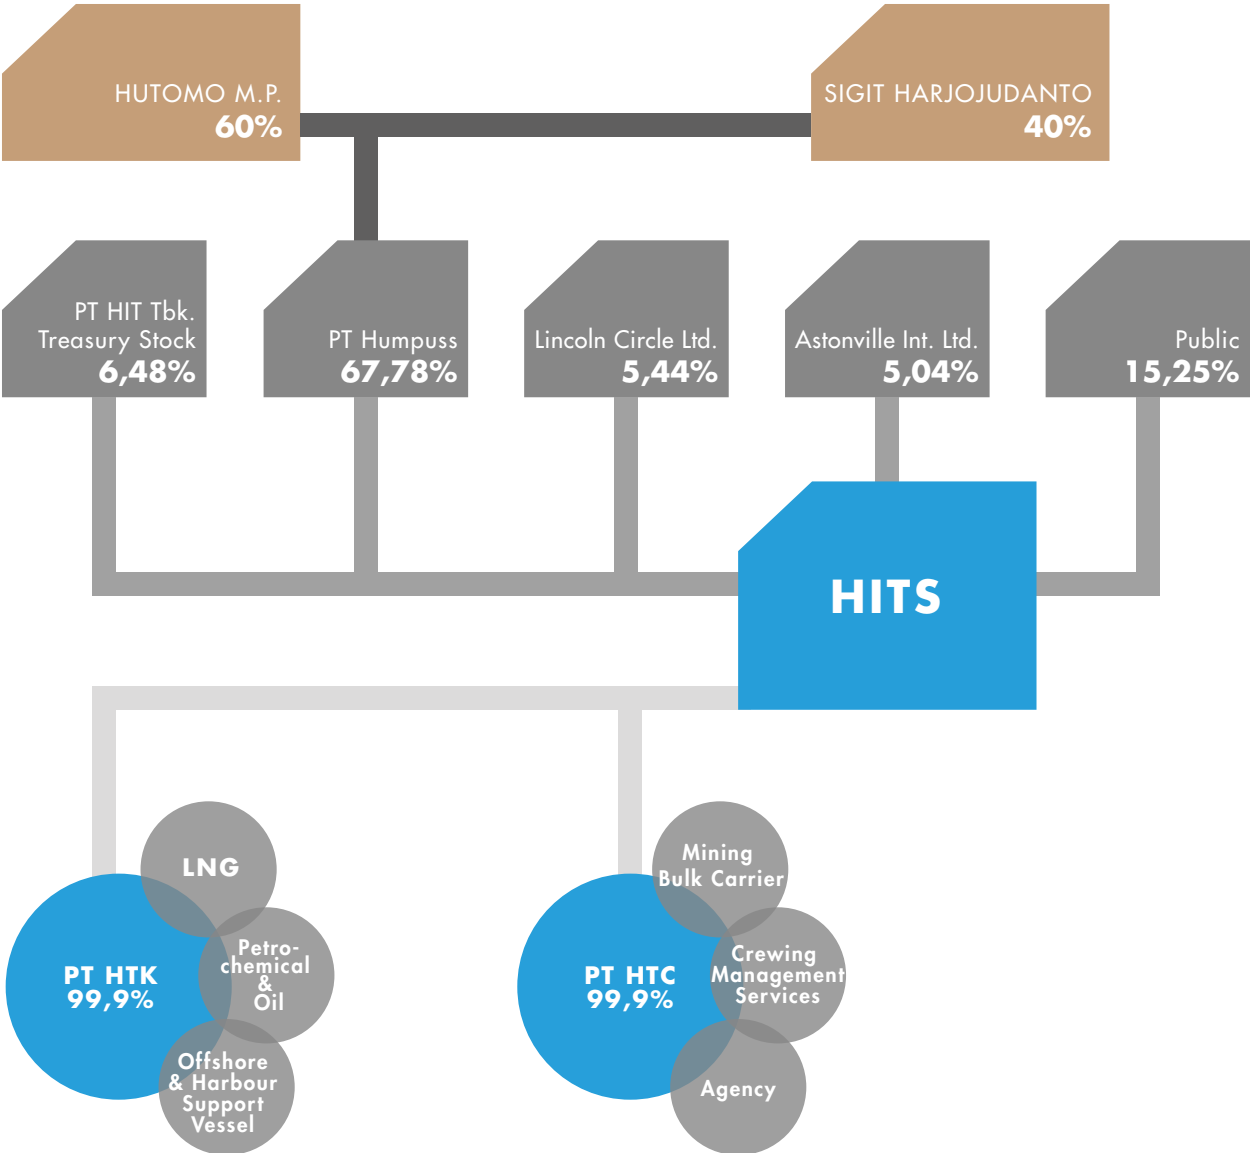 HUTOMO M.P.
60%
SIGIT HARJOJUDANTO
40%
PT HIT Tbk.
Treasury Stock
6,48%
PT Humpuss
67,78%
Lincoln Circle Ltd.
5,44%
Astonville Int. Ltd.
5,04%
Public
15,25%
HITS
LNG
PT HTK
99,9%
Petro-
chemical
&
Oil
Offshore
& Harbour
Support
Vessel
Mining
Bulk Carrier
PT HTC
99,9%
Crewing
Management
Services
Agency